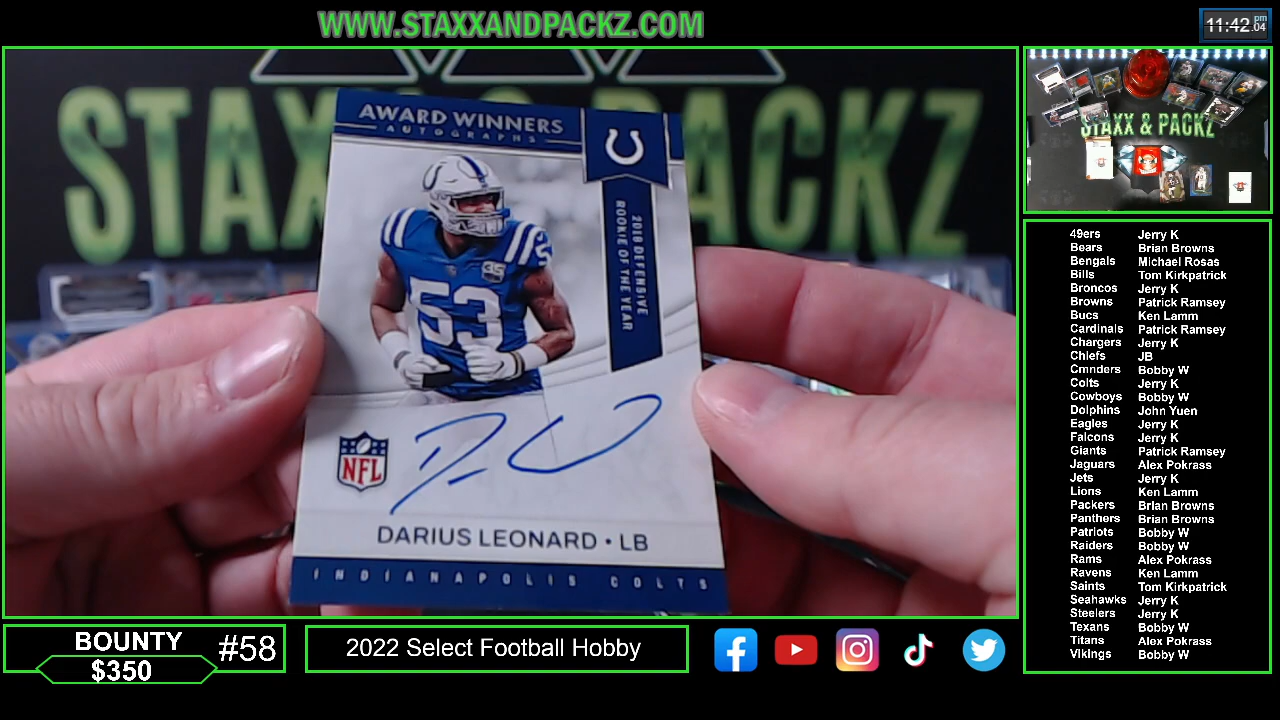 WWW.STAXXANDPACKZ.COM
11:42 pm .04
STAXX & PACKZ
AWARD WINNERS
AUTOGRAPHS
2018 DEFENSIVE
ROOKIE OF THE YEAR
35
53
NFL
DARIUS LEONARD • LB
INDIANAPOLIS COLTS
STAXX & PACKZ
49ers Jerry K
Bears Brian Browns
Bengals Michael Rosas
Bills Tom Kirkpatrick
Broncos Jerry K
Browns Patrick Ramsey
Bucs Ken Lamm
Cardinals Patrick Ramsey
Chargers Jerry K
Chiefs JB
Cmnders Bobby W
Colts Jerry K
Cowboys Bobby W
Dolphins John Yuen
Eagles Jerry K
Falcons Jerry K
Giants Patrick Ramsey
Jaguars Alex Pokrass
Jets Jerry K
Lions Ken Lamm
Packers Brian Browns
Panthers Brian Browns
Patriots Bobby W
Raiders Bobby W
Rams Alex Pokrass
Ravens Ken Lamm
Saints Tom Kirkpatrick
Seahawks Jerry K
Steelers Jerry K
Texans Bobby W
Titans Alex Pokrass
Vikings Bobby W
BOUNTY
$350
#58
2022 Select Football Hobby